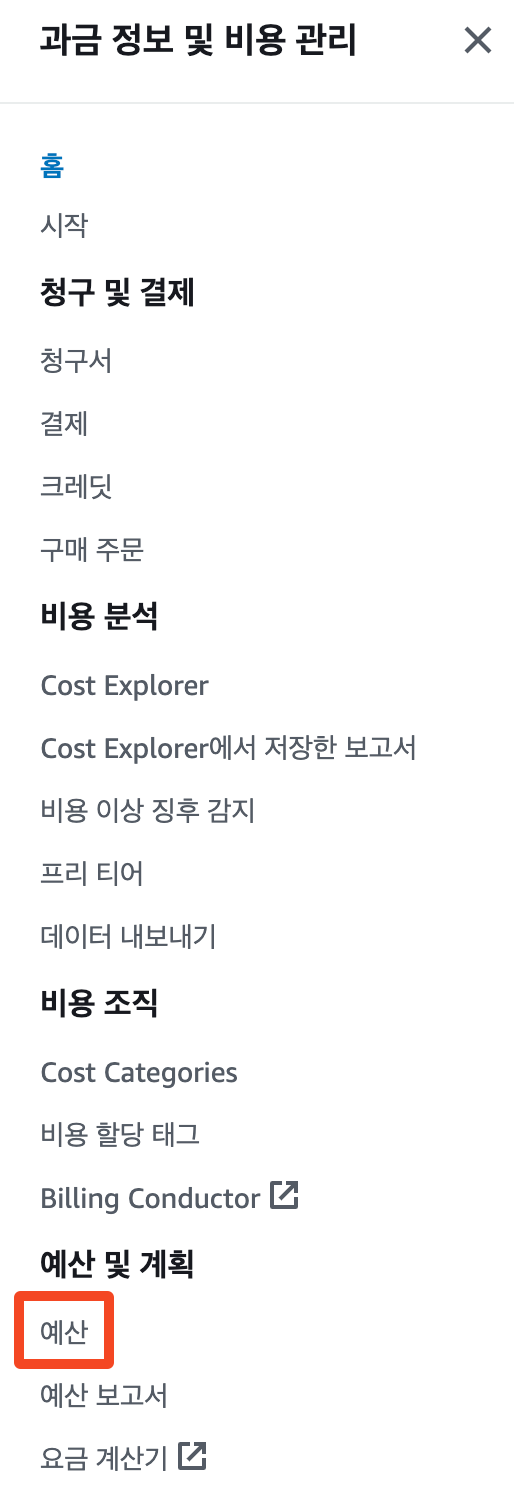 과금 정보 및 비용 관리
홈
시작
청구 및 결제
청구서
결제
크레딧
구매 주문
비용 분석
Cost Explorer
Cost Explorer에서 저장한 보고서
비용 이상 징후 감지
프리 티어
데이터 내보내기
비용 조직
Cost Categories
비용 할당 태그
Billing Conductor
예산 및 계획
예산
예산 보고서
요금 계산기